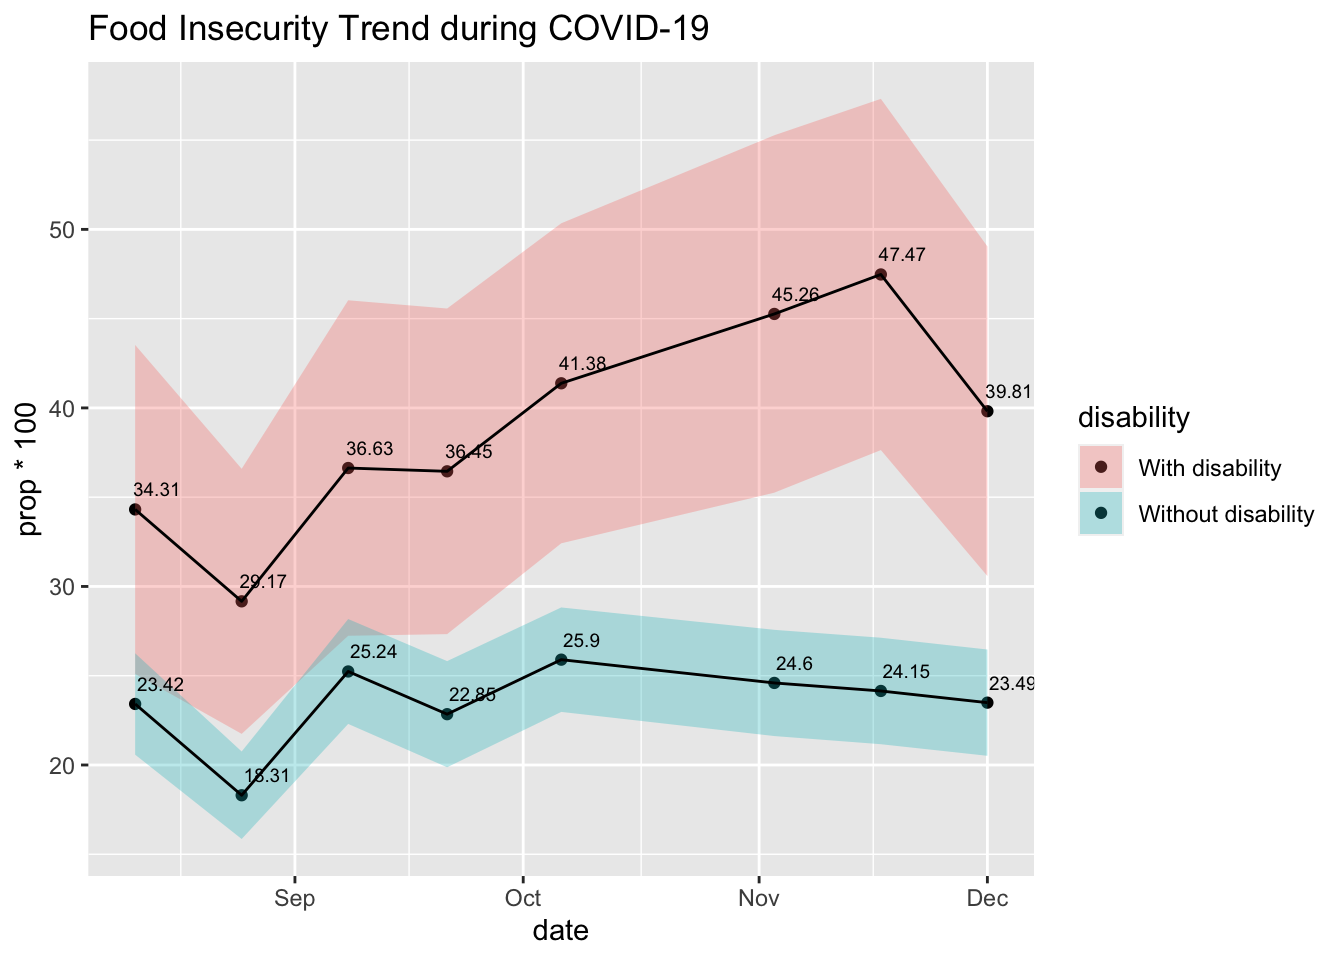 Food Insecurity Trend during COVID-19
prop * 100
50
40
30
20
47.47
45.26
41.38
39.81
36.63
36.45
34.31
29.17
25.9
25.24
24.6
24.15
23.49
23.42
22.85
18.31
Sep
Oct
Nov
Dec
date
disability
With disability
Without disability